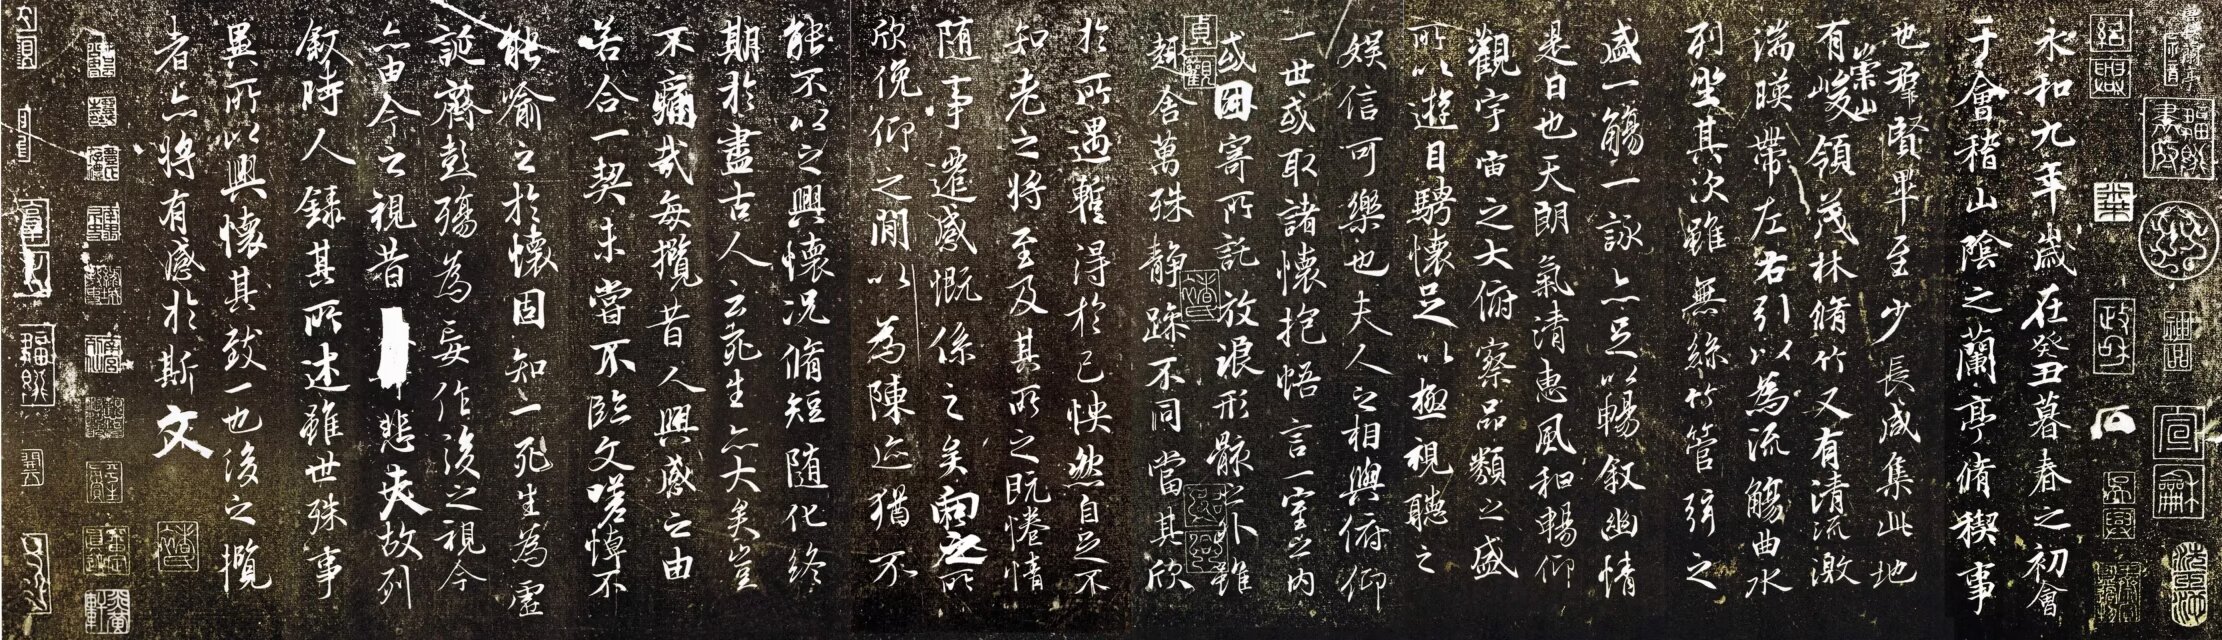 紹興
政和
宣龢
永和九年歲在癸丑暮春之初會
于會稽山陰之蘭亭脩稧事
也羣賢畢至少長咸集此地
有崇山峻領茂林脩竹又有清流激
湍暎帶左右引以為流觴曲水
列坐其次雖無絲竹管弦之
盛一觴一詠亦足以暢叙幽情
是日也天朗氣清惠風和暢仰
觀宇宙之大俯察品類之盛
所以遊目騁懷足以極視聽之
娛信可樂也夫人之相與俯仰
一世或取諸懷抱悟言一室之內
或因寄所託放浪形骸之外雖
貞觀
趣舍萬殊静躁不同當其欣
於所遇暫得於己怏然自足不
知老之將至及其所之既惓情
随事遷感慨係之矣向之所
欣俛仰之閒以為陳迹猶不
能不以之興懷况脩短随化終
期於盡古人云死生亦大矣豈
不痛哉每攬昔人興感之由
若合一契未嘗不臨文嗟悼不
能喻之於懷固知一死生為虛
誕齊彭殤為妄作後之視今
亦由今之視昔悲夫故列
叙時人錄其所述雖世殊事
異所以興懷其致一也後之攬
者亦將有感於斯文